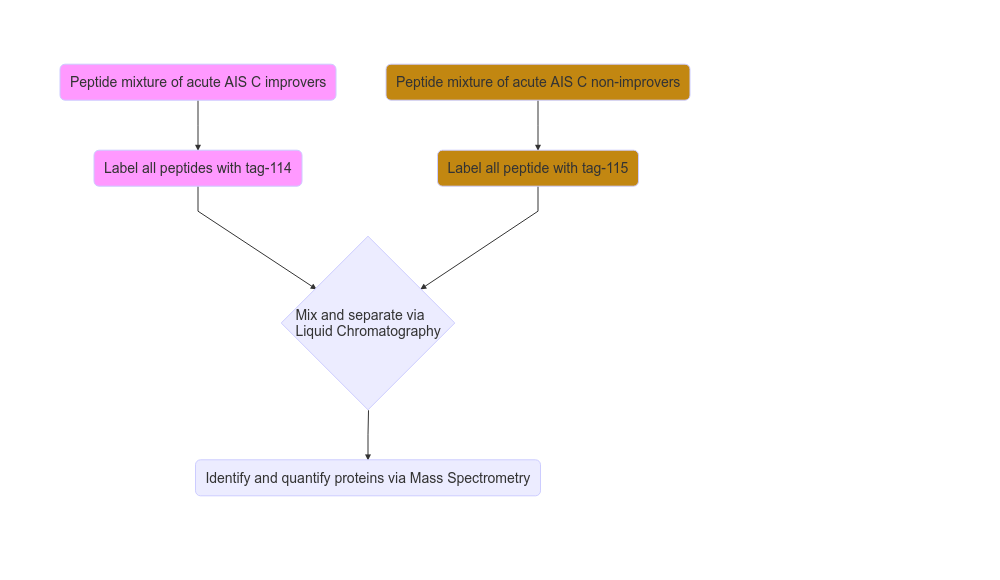 Peptide mixture of acute AIS C improvers
Peptide mixture of acute AIS C non-improvers
Label all peptides with tag-114
Label all peptide with tag-115
Mix and separate via
Liquid Chromatography
Identify and quantify proteins via Mass Spectrometry